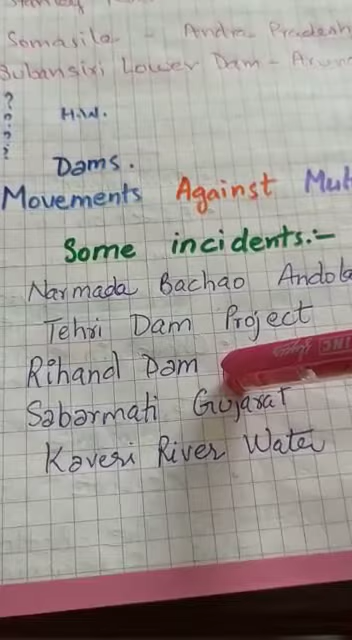 Somasila - Andra Pradesh
Subansiri Lower Dam - Arun
?
?
?
?
H.W.
Dams.
Movements Against Mul
Some incidents:-
Narmada Bachao Andola
Tehri Dam Project
Rihand Dam
Sabarmati Gujarat
Kaveri River Water